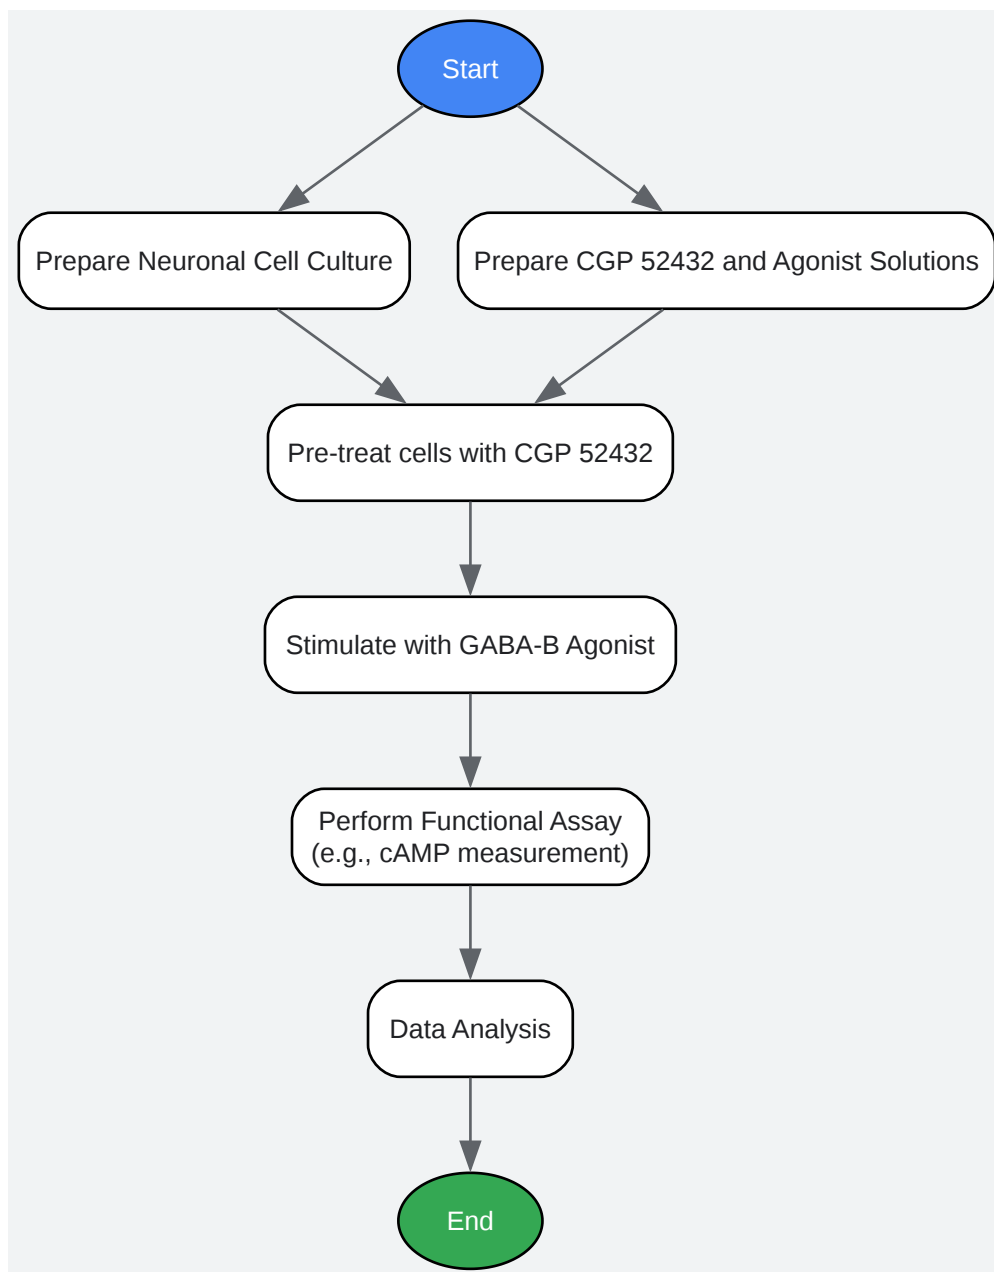 Start
Prepare Neuronal Cell Culture
Prepare CGP 52432 and Agonist Solutions
Pre-treat cells with CGP 52432
Stimulate with GABA-B Agonist
Perform Functional Assay
(e.g., cAMP measurement)
Data Analysis
End